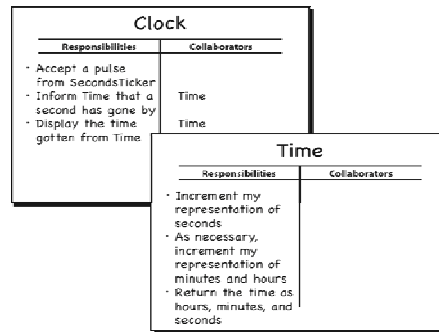 Clock
Responsibilities Collaborators
· Accept a pulse
from SecondsTicker
· Inform Time that a Time
second has gone by
· Display the time Time
gotten from Time
Time
Responsibilities Collaborators
· Increment my
representation of
seconds
· As necessary,
increment my
representation of
minutes and hours
· Return the time as
hours, minutes, and
seconds